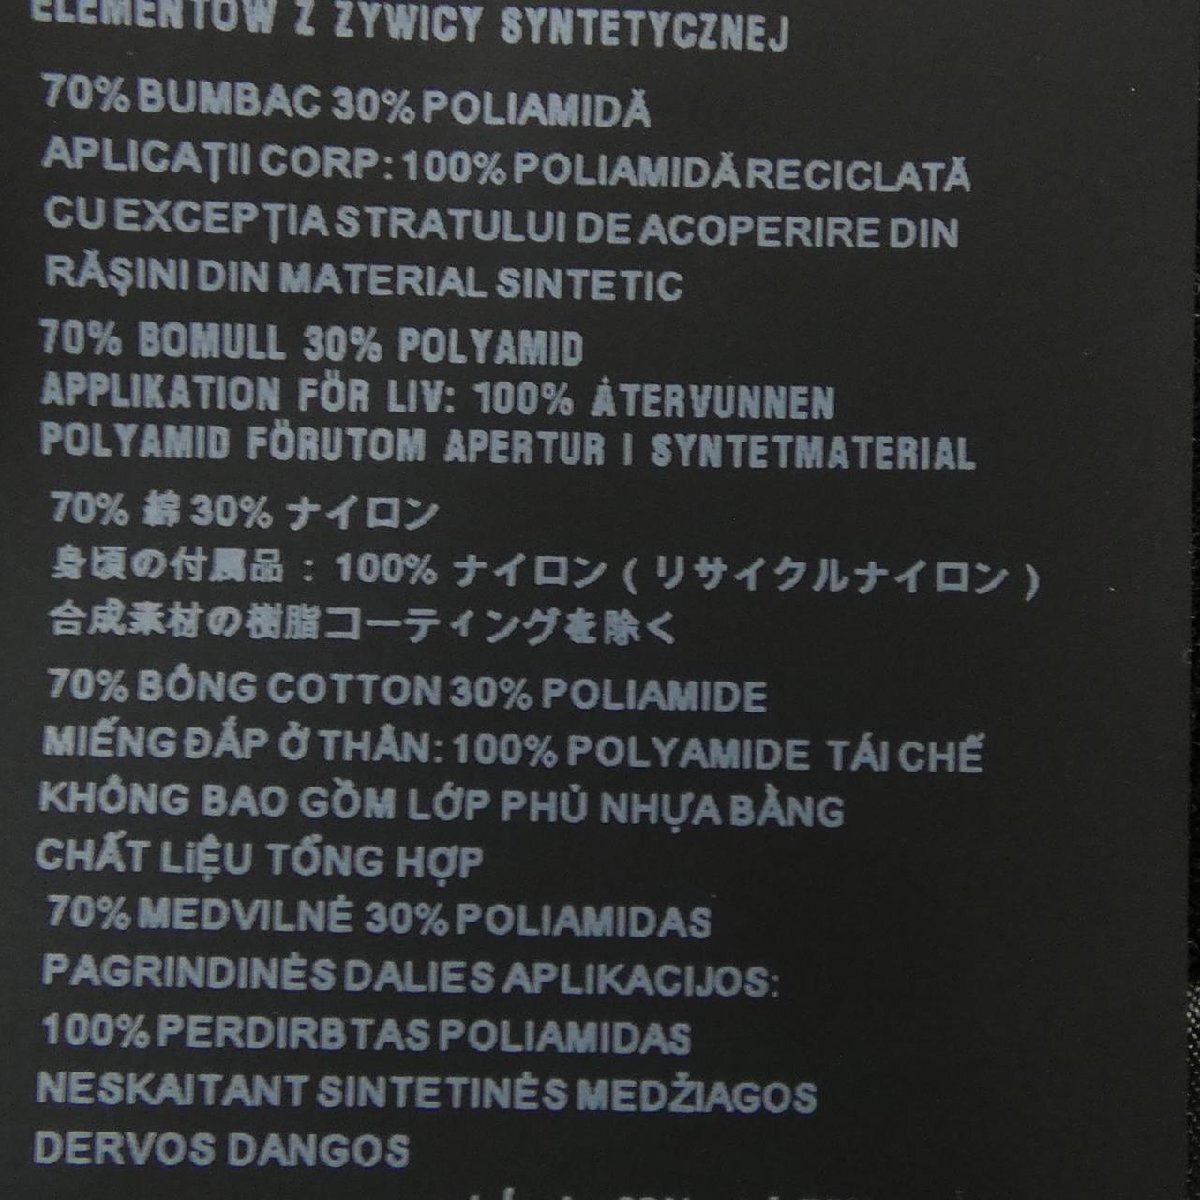 ELEMENTÓW Z ŻYWICY SYNTETYCZNEJ
70% BUMBAC 30% POLIAMIDĂ
APLICAŢII CORP: 100% POLIAMIDĂ RECICLATĂ
CU EXCEPŢIA STRATULUI DE ACOPERIRE DIN
RĂŞINI DIN MATERIAL SINTETIC
70% BOMULL 30% POLYAMID
APPLIKATION FÖR LIV: 100% ÅTERVUNNEN
POLYAMID FÖRUTOM APERTUR I SYNTETMATERIAL
70% 綿 30% ナイロン
身頃の付属品 : 100% ナイロン ( リサイクルナイロン )
合成素材の樹脂コーティングを除く
70% BÔNG COTTON 30% POLIAMIDE
MIẾNG ĐẮP Ở THÂN: 100% POLYAMIDE TÁI CHẾ
KHÔNG BAO GỒM LỚP PHỦ NHỰA BẰNG
CHẤT LiỆU TỔNG HỢP
70% MEDVILNĖ 30% POLIAMIDAS
PAGRINDINĖS DALIES APLIKACIJOS:
100% PERDIRBTAS POLIAMIDAS
NESKAITANT SINTETINĖS MEDŽIAGOS
DERVOS DANGOS